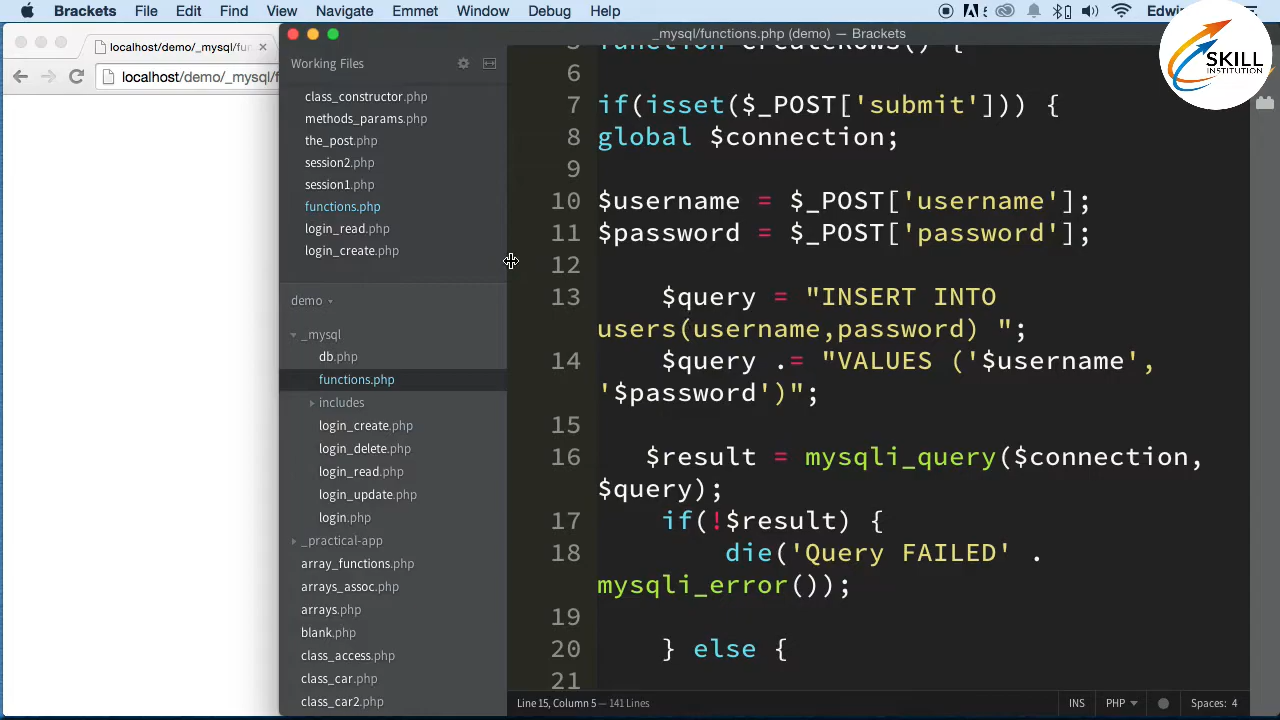 Brackets File Edit Find View Navigate Emmet Window Debug Help
5
Edwin
SKILL
INSTITUTION
localhost/demo/_mysql/fu
localhost/demo/_mysql/f
_mysql/functions.php (demo) — Brackets
Working Files
class_constructor.php
methods_params.php
the_post.php
session2.php
session1.php
functions.php
login_read.php
login_create.php
demo
_mysql
db.php
functions.php
includes
login_create.php
login_delete.php
login_read.php
login_update.php
login.php
_practical-app
array_functions.php
arrays_assoc.php
arrays.php
blank.php
class_access.php
class_car.php
class_car2.php
5 function createRows() {
6
7 if(isset($_POST['submit'])) {
8 global $connection;
9
10 $username = $_POST['username'];
11 $password = $_POST['password'];
12
13 $query = "INSERT INTO
users(username,password) ";
14 $query .= "VALUES ('$username',
'$password')";
15
16 $result = mysqli_query($connection,
$query);
17 if(!$result) {
18 die('Query FAILED' .
mysqli_error());
19
20 } else {
21
Line 15, Column 5 — 141 Lines
INS PHP Spaces: 4